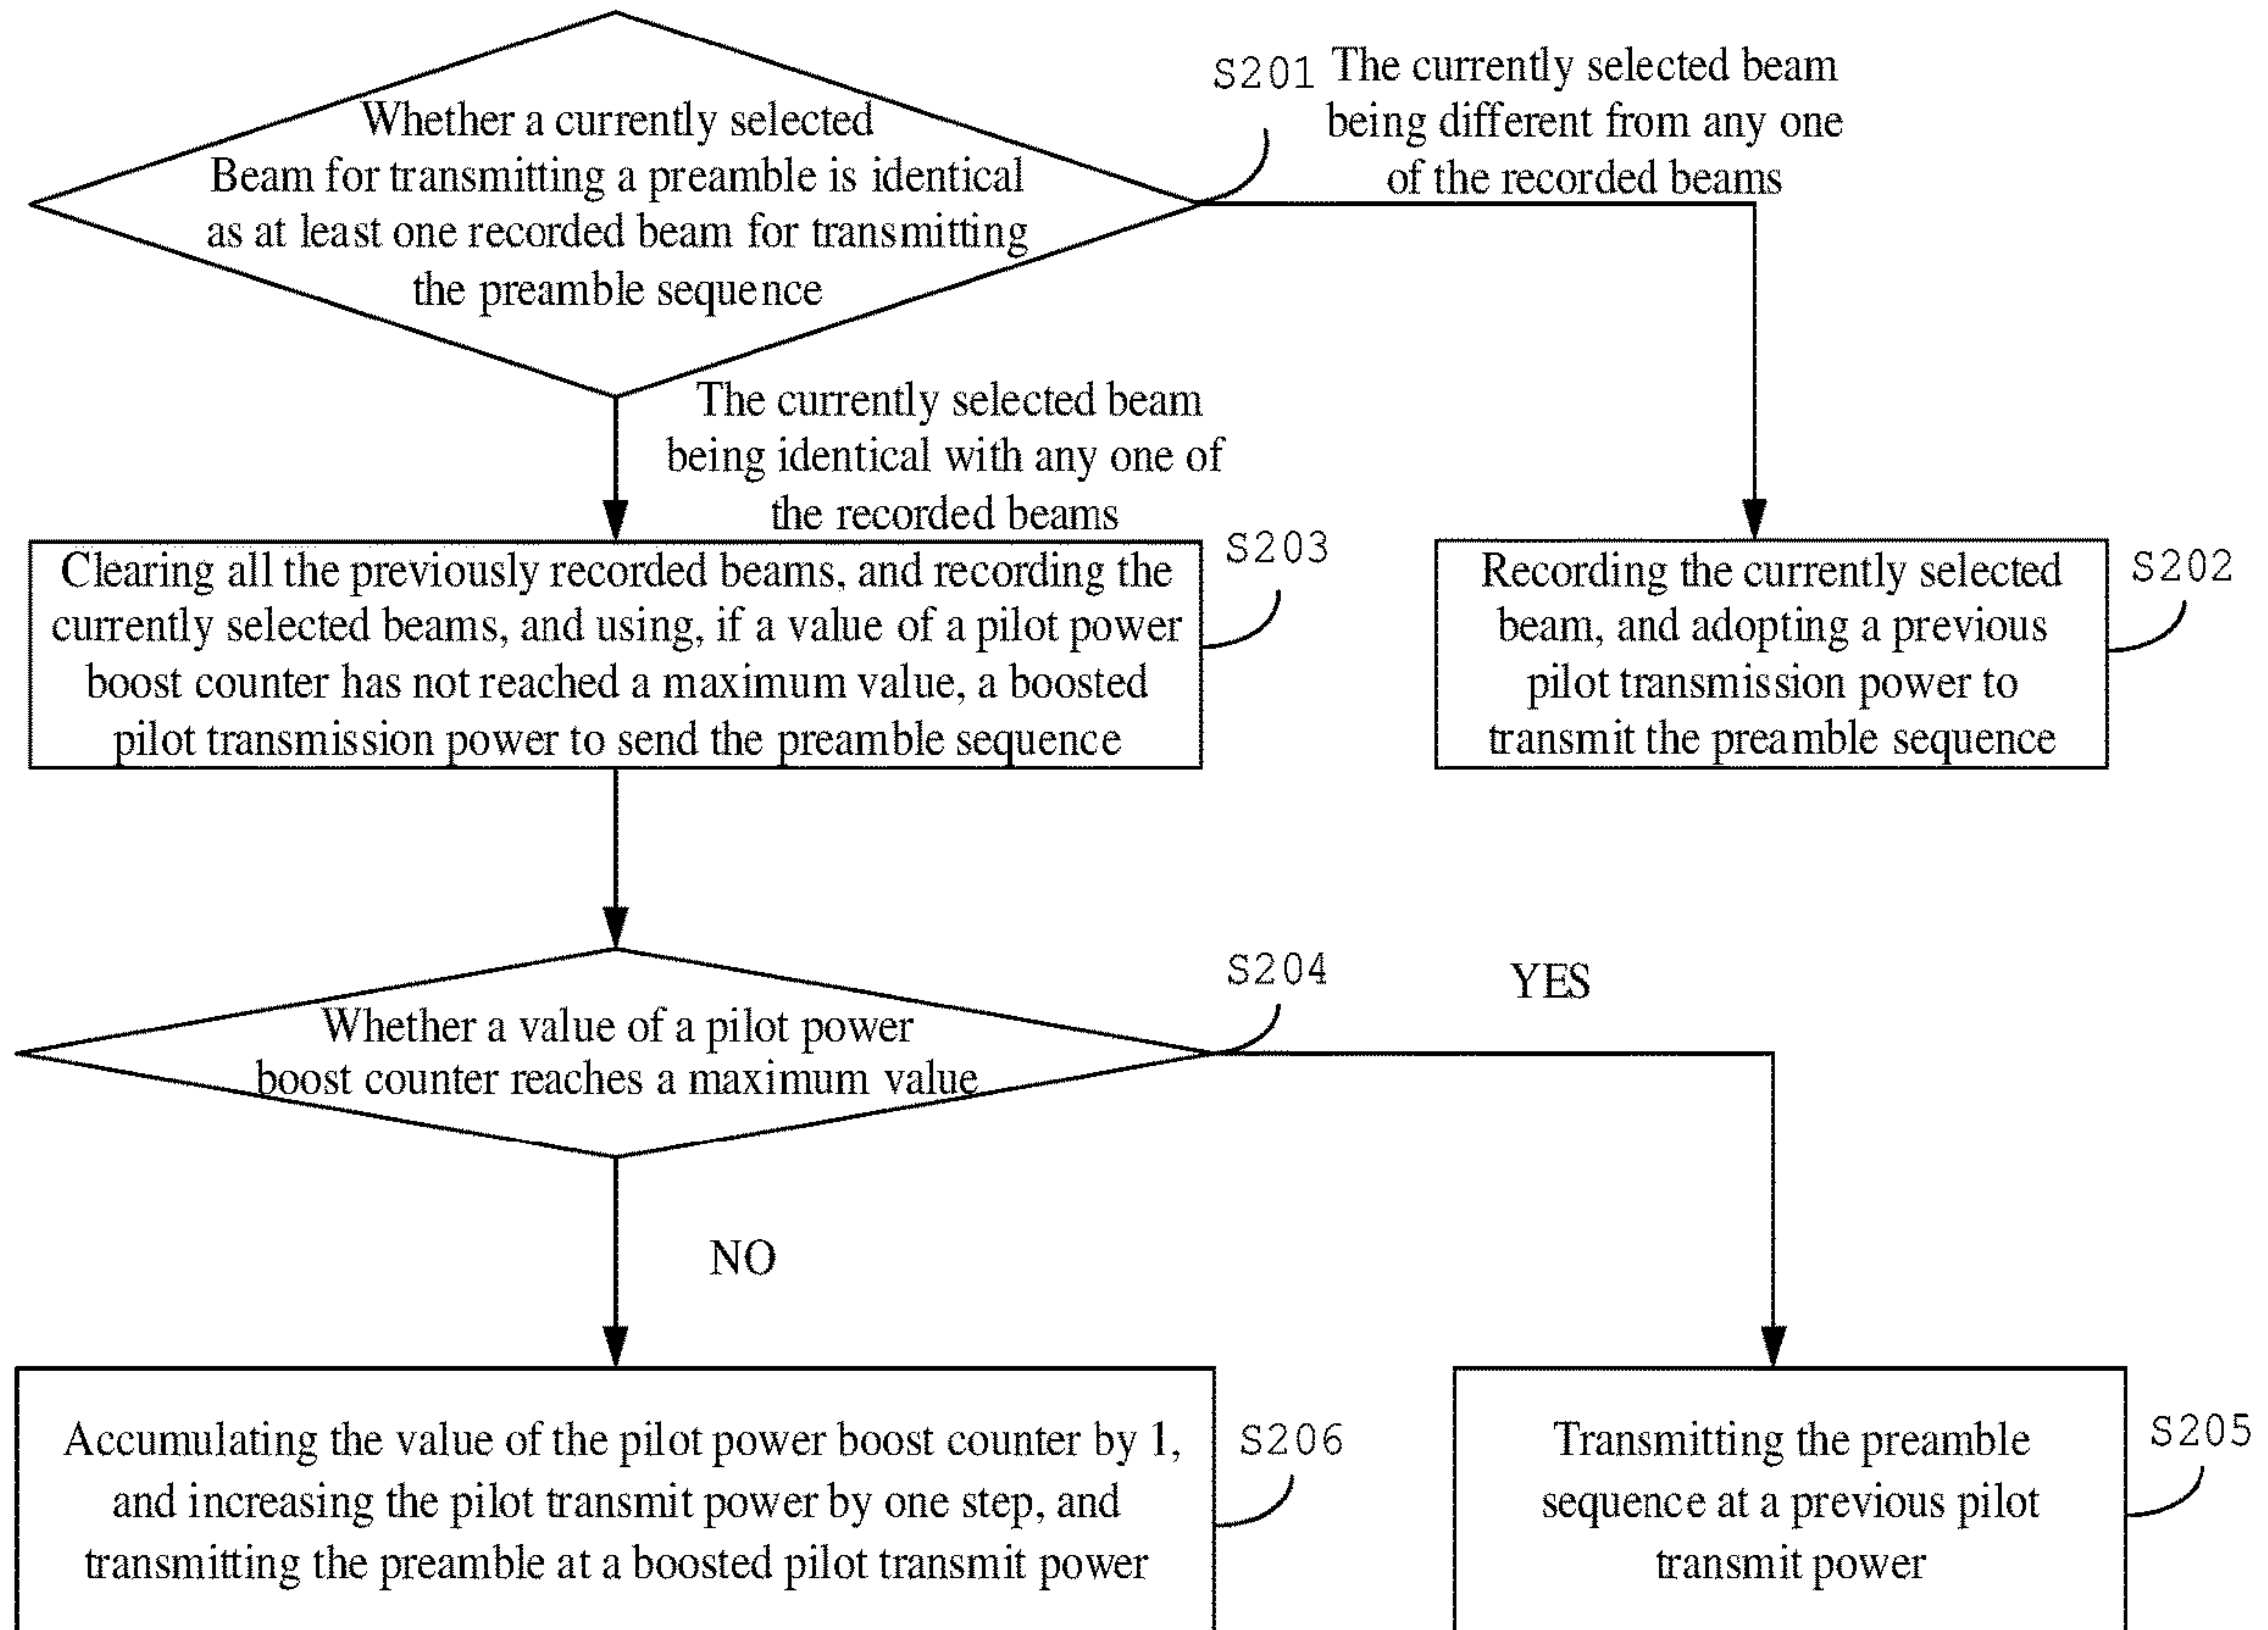 Whether a currently selected
Beam for transmitting a preamble is identical
as at least one recorded beam for transmitting
the preamble sequence
S201
The currently selected beam
being different from any one
of the recorded beams
The currently selected beam
being identical with any one of
the recorded beams
Clearing all the previously recorded beams, and recording the
currently selected beams, and using, if a value of a pilot power
boost counter has not reached a maximum value, a boosted
pilot transmission power to send the preamble sequence
S203
Recording the currently selected
beam, and adopting a previous
pilot transmission power to
transmit the preamble sequence
S202
Whether a value of a pilot power
boost counter reaches a maximum value
S204
YES
NO
Accumulating the value of the pilot power boost counter by 1,
and increasing the pilot transmit power by one step, and
transmitting the preamble at a boosted pilot transmit power
S206
Transmitting the preamble
sequence at a previous pilot
transmit power
S205